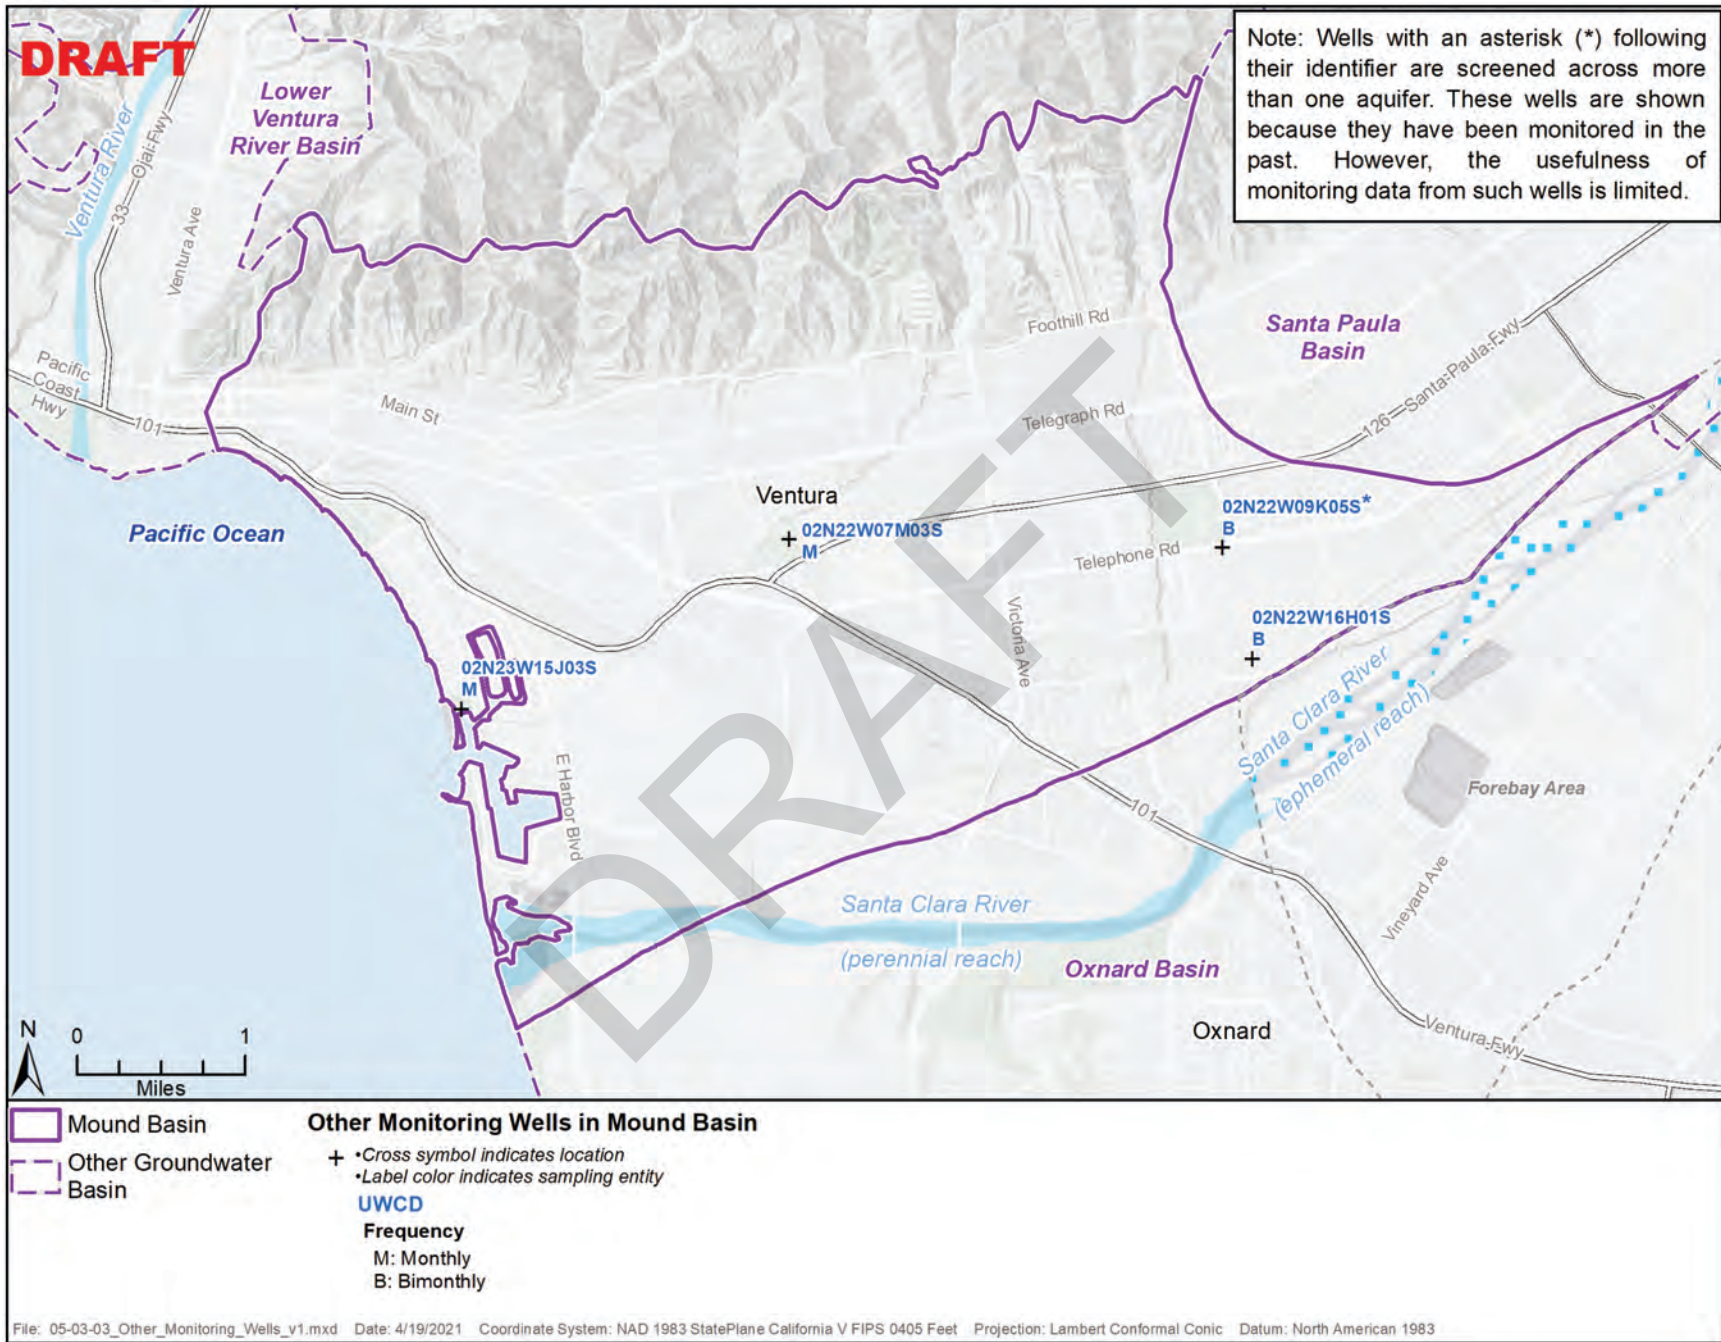 DRAFT
Note: Wells with an asterisk (*) following
their identifier are screened across more
than one aquifer. These wells are shown
because they have been monitored in the
past. However, the usefulness of
monitoring data from such wells is limited.
Lower
Ventura
River Basin
Ventura River
33
Ojai Fwy
Ventura Ave
Foothill Rd
Santa Paula
Basin
Pacific
Coast
Hwy
101
Main St
Telegraph Rd
126
Santa-Paula-Fwy
Ventura
Pacific Ocean
02N22W07M03S
M
02N22W09K05S*
B
Telephone Rd
Victoria Ave
02N22W16H01S
B
02N23W15J03S
M
E Harbor Blvd
Santa Clara River
(ephemeral reach)
Forebay Area
101
Vineyard Ave
Santa Clara River
(perennial reach)
Oxnard Basin
Oxnard
Ventura Fwy
DRAFT
N
0 1
Miles
Mound Basin
Other Groundwater
Basin
Other Monitoring Wells in Mound Basin
•Cross symbol indicates location
•Label color indicates sampling entity
UWCD
Frequency
M: Monthly
B: Bimonthly
File: 05-03-03_Other_Monitoring_Wells_v1.mxd Date: 4/19/2021 Coordinate System: NAD 1983 StatePlane California V FIPS 0405 Feet Projection: Lambert Conformal Conic Datum: North American 1983